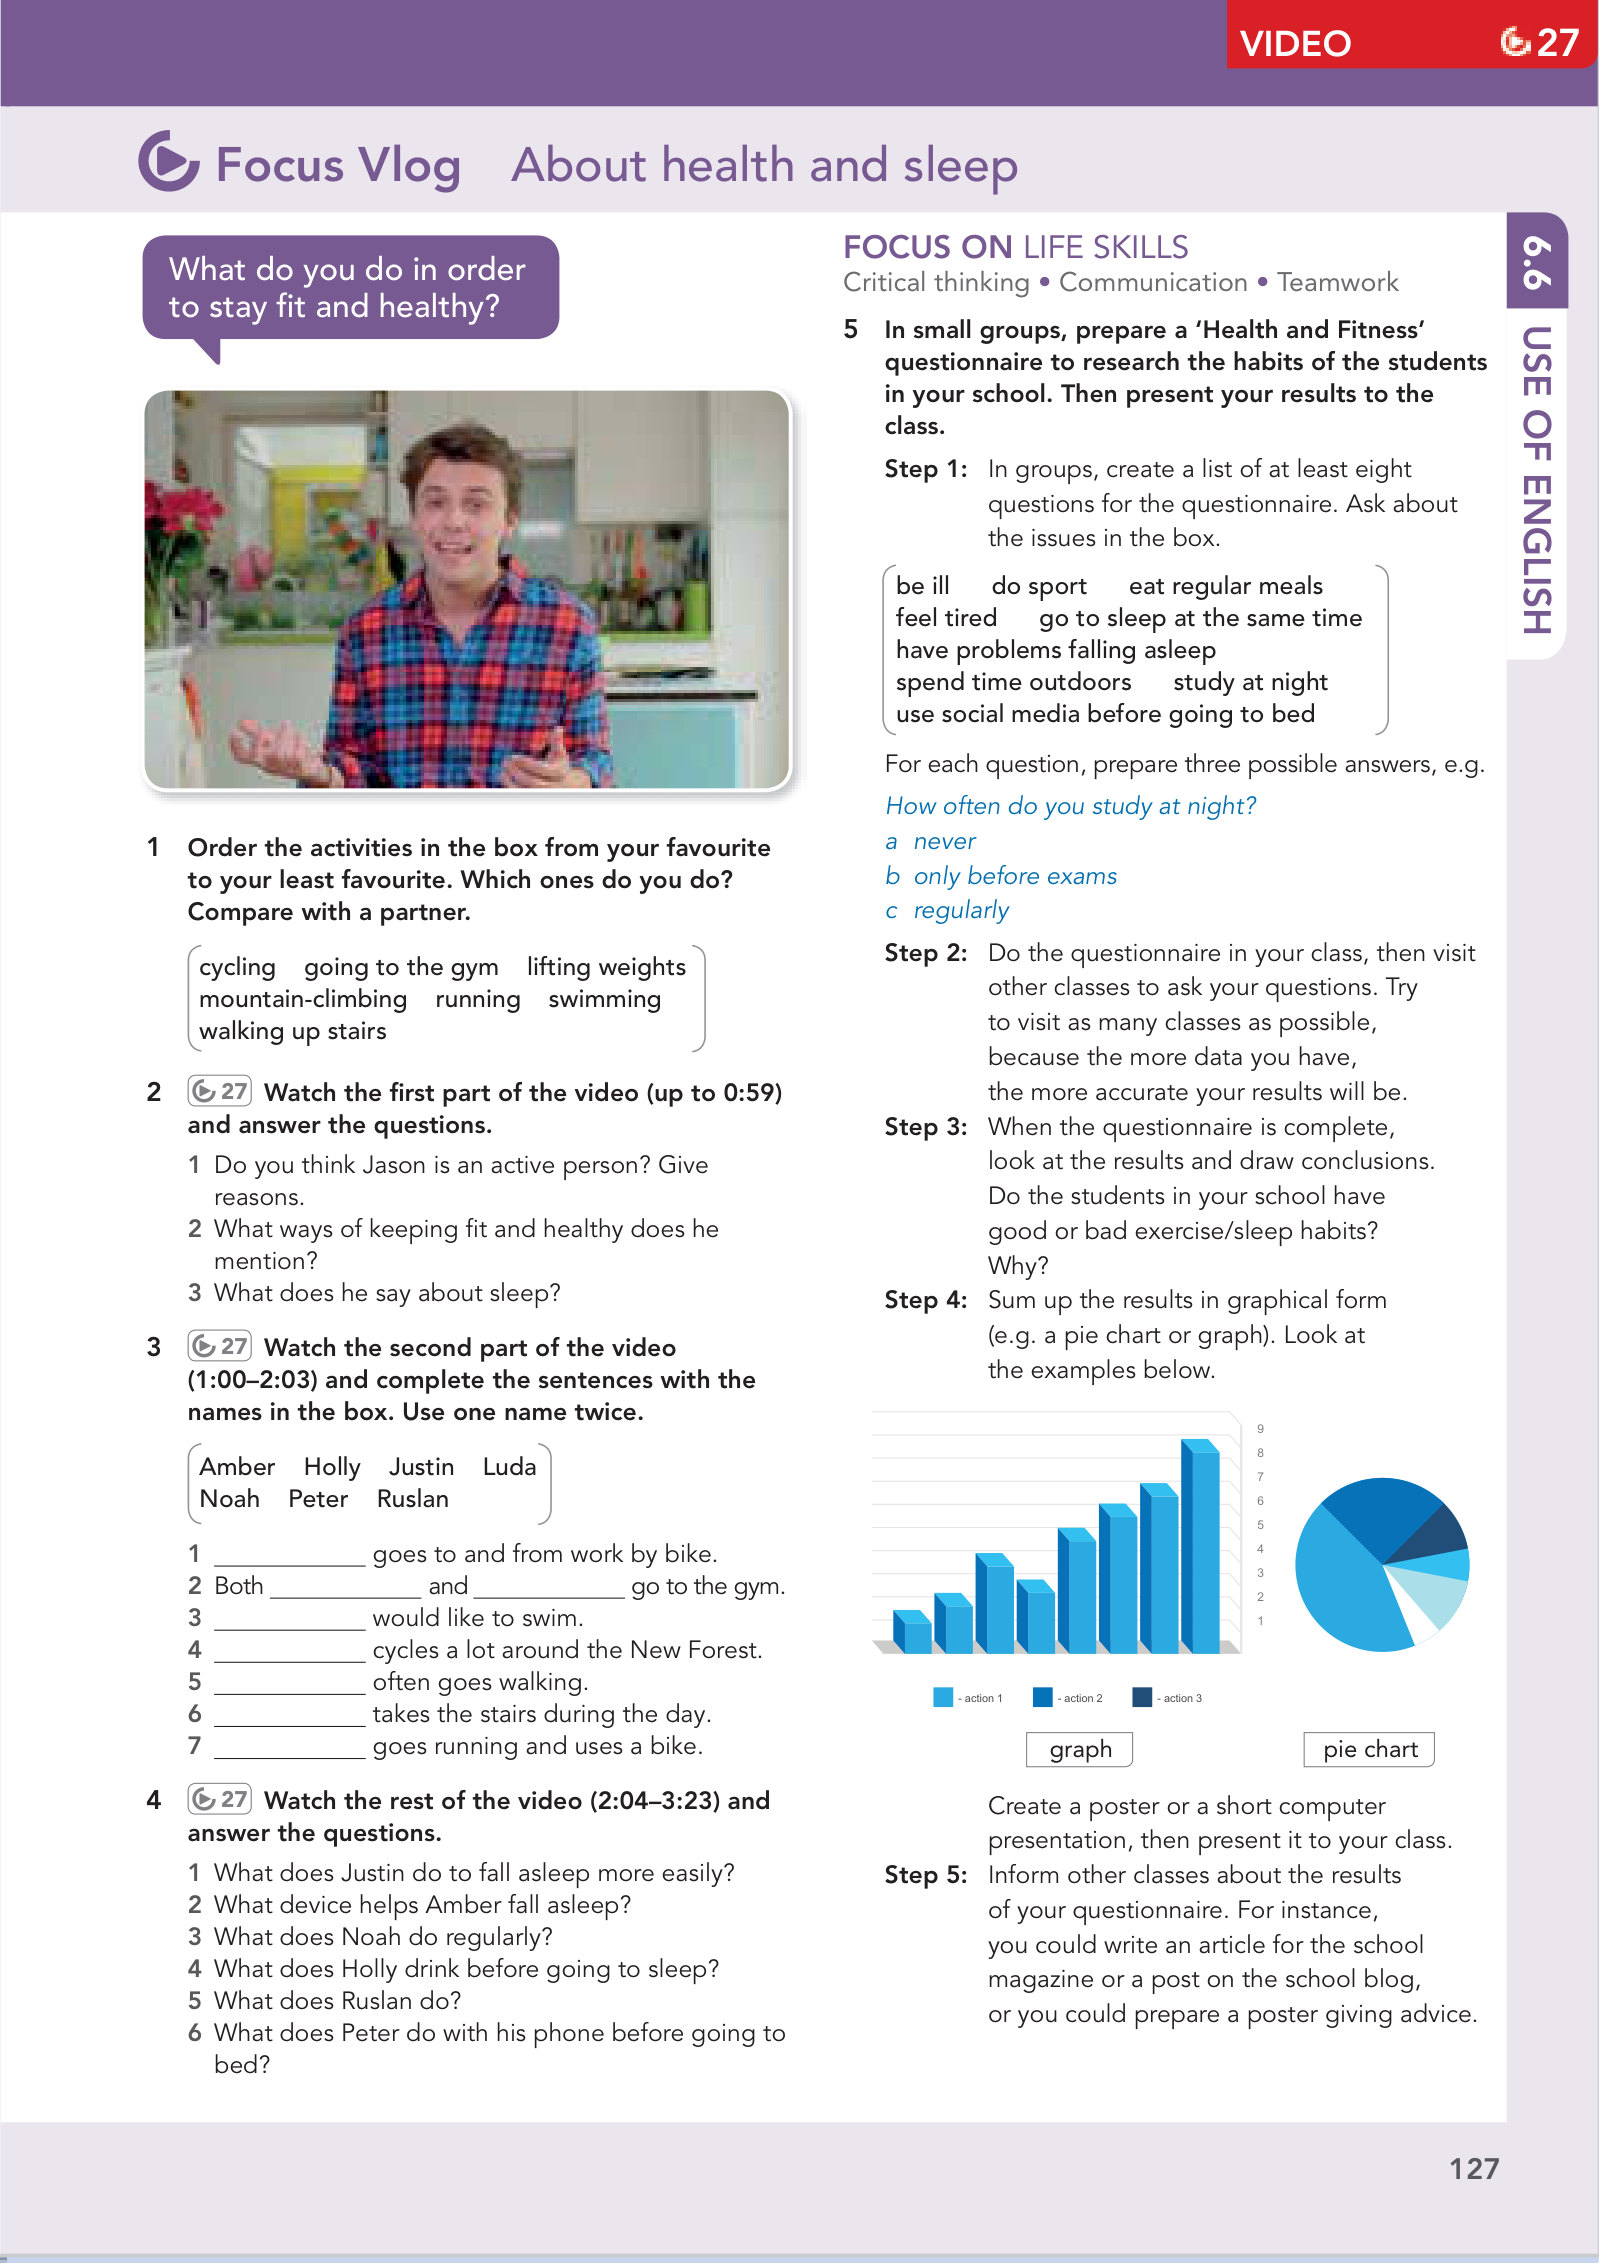 VIDEO 27
Focus Vlog About health and sleep
What do you do in order
to stay fit and healthy?
1 Order the activities in the box from your favourite
to your least favourite. Which ones do you do?
Compare with a partner.
cycling going to the gym lifting weights
mountain-climbing running swimming
walking up stairs
2 27 Watch the first part of the video (up to 0:59)
and answer the questions.
1 Do you think Jason is an active person? Give
reasons.
2 What ways of keeping fit and healthy does he
mention?
3 What does he say about sleep?
3 27 Watch the second part of the video
(1:00–2:03) and complete the sentences with the
names in the box. Use one name twice.
Amber Holly Justin Luda
Noah Peter Ruslan
1 ____________ goes to and from work by bike.
2 Both ____________ and ____________ go to the gym.
3 ____________ would like to swim.
4 ____________ cycles a lot around the New Forest.
5 ____________ often goes walking.
6 ____________ takes the stairs during the day.
7 ____________ goes running and uses a bike.
4 27 Watch the rest of the video (2:04–3:23) and
answer the questions.
1 What does Justin do to fall asleep more easily?
2 What device helps Amber fall asleep?
3 What does Noah do regularly?
4 What does Holly drink before going to sleep?
5 What does Ruslan do?
6 What does Peter do with his phone before going to
bed?
FOCUS ON LIFE SKILLS
Critical thinking • Communication • Teamwork
5 In small groups, prepare a ‘Health and Fitness’
questionnaire to research the habits of the students
in your school. Then present your results to the
class.
Step 1: In groups, create a list of at least eight
questions for the questionnaire. Ask about
the issues in the box.
be ill do sport eat regular meals
feel tired go to sleep at the same time
have problems falling asleep
spend time outdoors study at night
use social media before going to bed
For each question, prepare three possible answers, e.g.
How often do you study at night?
a never
b only before exams
c regularly
Step 2: Do the questionnaire in your class, then visit
other classes to ask your questions. Try
to visit as many classes as possible,
because the more data you have,
the more accurate your results will be.
Step 3: When the questionnaire is complete,
look at the results and draw conclusions.
Do the students in your school have
good or bad exercise/sleep habits?
Why?
Step 4: Sum up the results in graphical form
(e.g. a pie chart or graph). Look at
the examples below.
9
8
7
6
5
4
3
2
1
- action 1 - action 2 - action 3
graph pie chart
Create a poster or a short computer
presentation, then present it to your class.
Step 5: Inform other classes about the results
of your questionnaire. For instance,
you could write an article for the school
magazine or a post on the school blog,
or you could prepare a poster giving advice.
6.6 USE OF ENGLISH
127